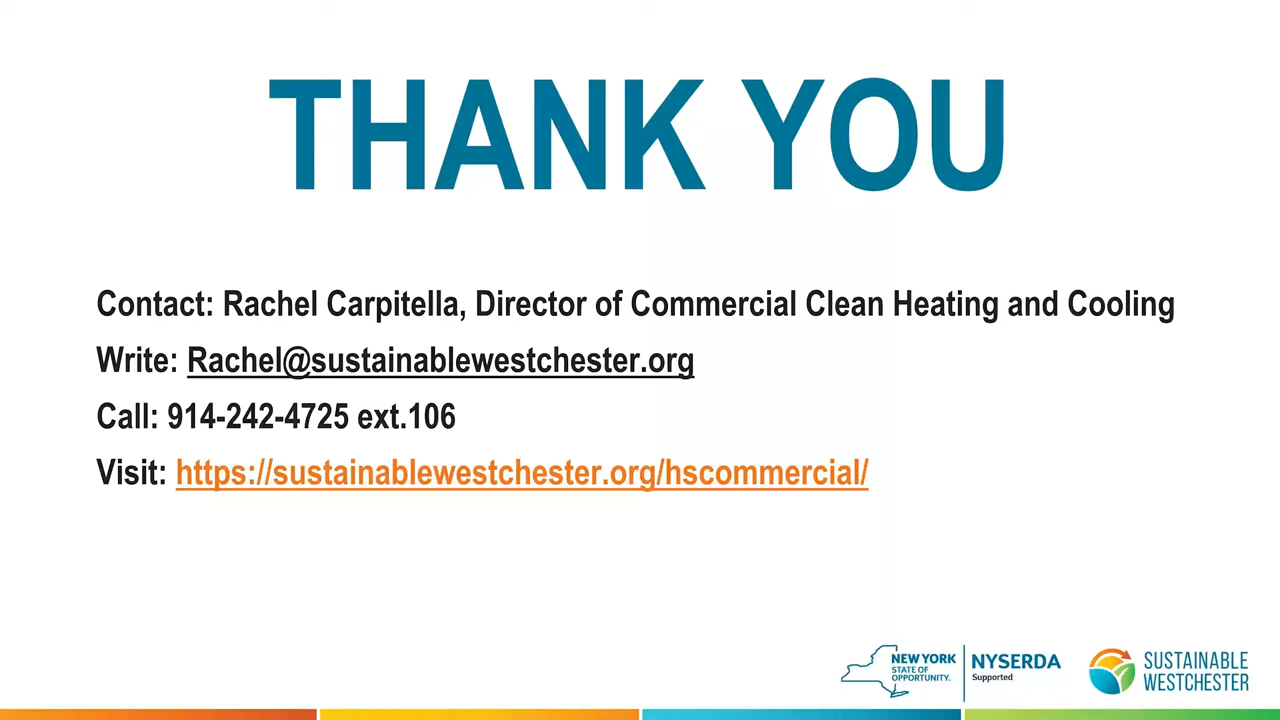 THANK YOU
Contact: Rachel Carpitella, Director of Commercial Clean Heating and Cooling
Write: Rachel@sustainablewestchester.org
Call: 914-242-4725 ext.106
Visit: https://sustainablewestchester.org/hscommercial/
NEW YORK
STATE OF
OPPORTUNITY.
NYSERDA
Supported
SUSTAINABLE
WESTCHESTER